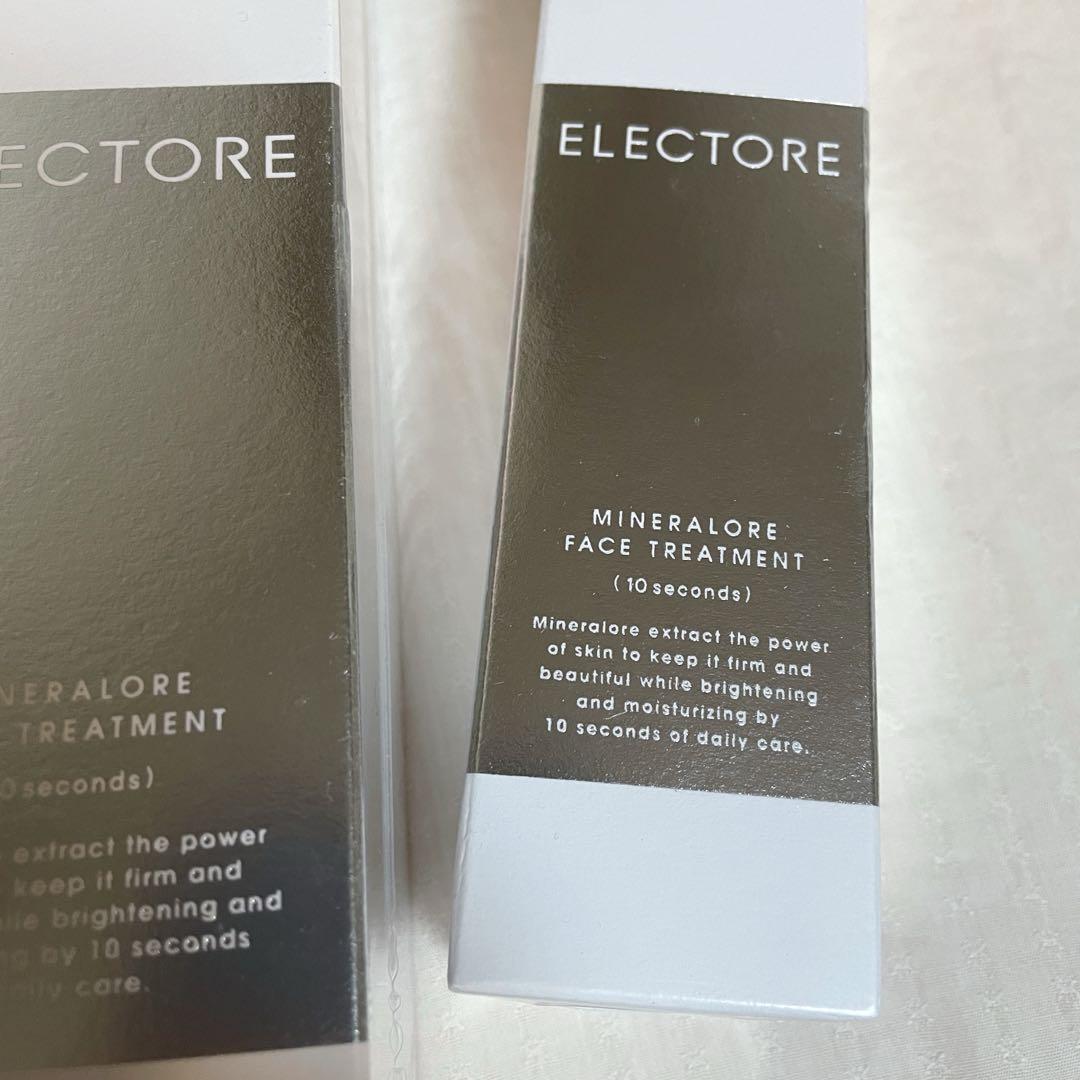 ECTORE
NERALORE
TREATMENT
0 seconds)
extract the power
keep it firm and
brightening and
by 10 seconds
care.
ELECTORE
MINERALORE
FACE TREATMENT
(10 seconds)
Mineralore extract the power
of skin to keep it firm and
beautiful while brightening
and moisturizing by
10 seconds of daily care.